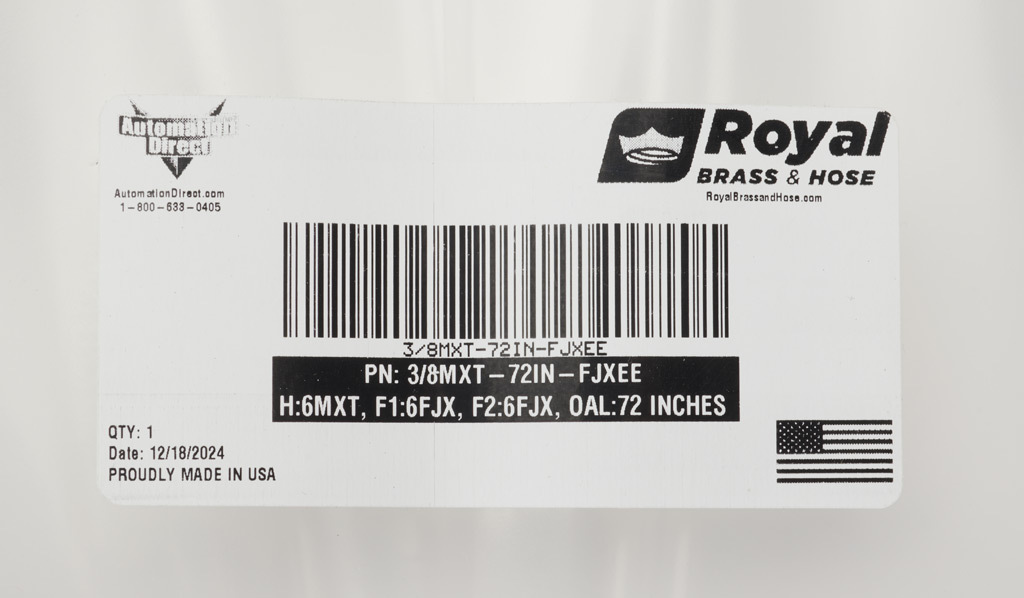 Automation
Direct
AutomationDirect.com
1-800-633-0405
Royal
BRASS & HOSE
RoyalBrassandHose.com
3/8MXT-72IN-FJXEE
PN: 3/8MXT-72IN-FJXEE
H:6MXT, F1:6FJX, F2:6FJX, OAL:72 INCHES
QTY: 1
Date: 12/18/2024
PROUDLY MADE IN USA